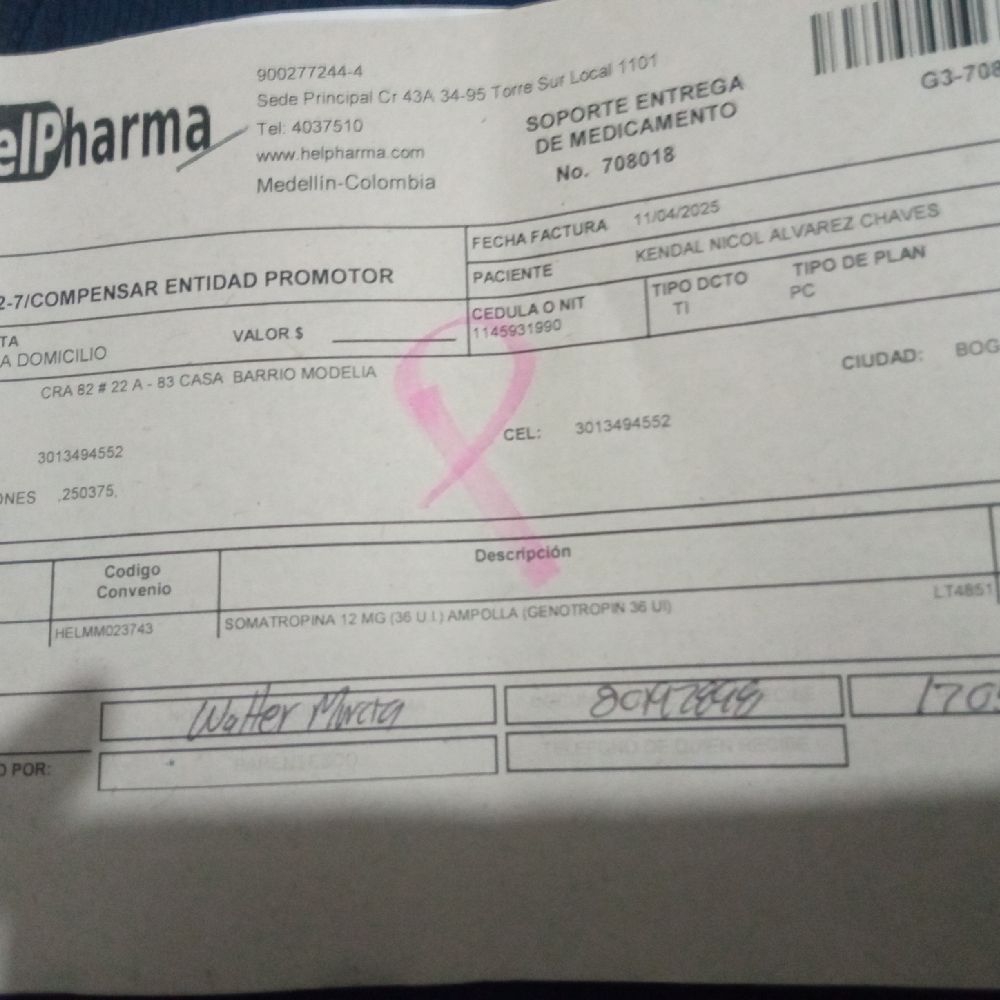 elPharma
900277244-4
Sede Principal Cr 43A 34-95 Torre Sur Local 1101
Tel: 4037510
www.helpharma.com
Medellín-Colombia
SOPORTE ENTREGA
DE MEDICAMENTO
No. 708018
G3-708
FECHA FACTURA 11/04/2025
PACIENTE KENDAL NICOL ALVAREZ CHAVES
2-7/COMPENSAR ENTIDAD PROMOTOR
CEDULA O NIT
1145931990
TIPO DCTO
TI
TIPO DE PLAN
PC
TA
A DOMICILIO
VALOR $
CRA 82 # 22 A - 83 CASA BARRIO MODELIA
CIUDAD: BOG
3013494552
CEL: 3013494552
ONES ,250375,
Codigo
Convenio
Descripción
HELMM023743
SOMATROPINA 12 MG (36 U.I.) AMPOLLA (GENOTROPIN 36 UI)
LT4851
Walter
170
O POR:
PARENTESCO
TELEFONO DE QUIEN RECIBE